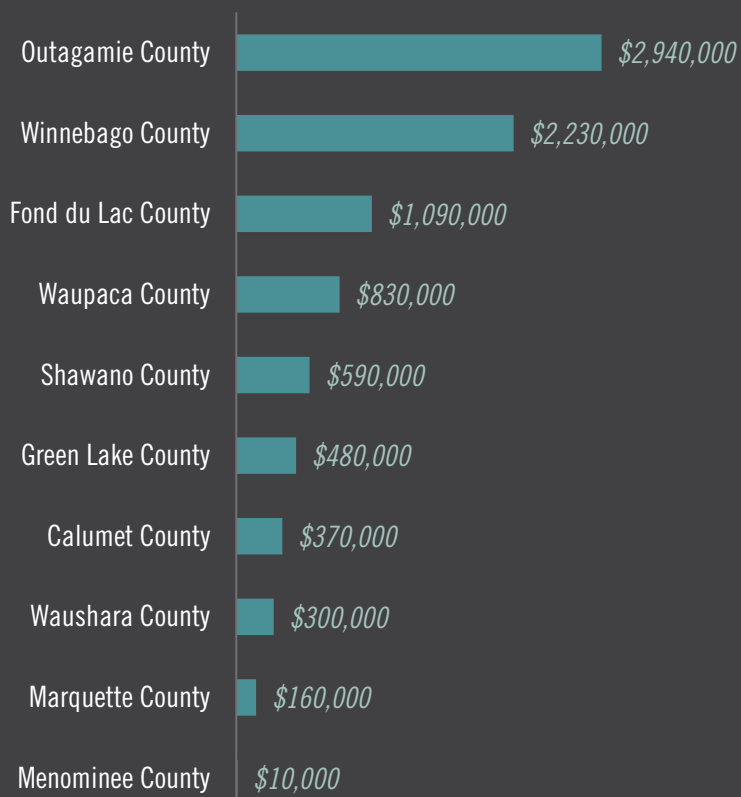 Outagamie County $2,940,000
Winnebago County $2,230,000
Fond du Lac County $1,090,000
Waupaca County $830,000
Shawano County $590,000
Green Lake County $480,000
Calumet County $370,000
Waushara County $300,000
Marquette County $160,000
Menominee County $10,000